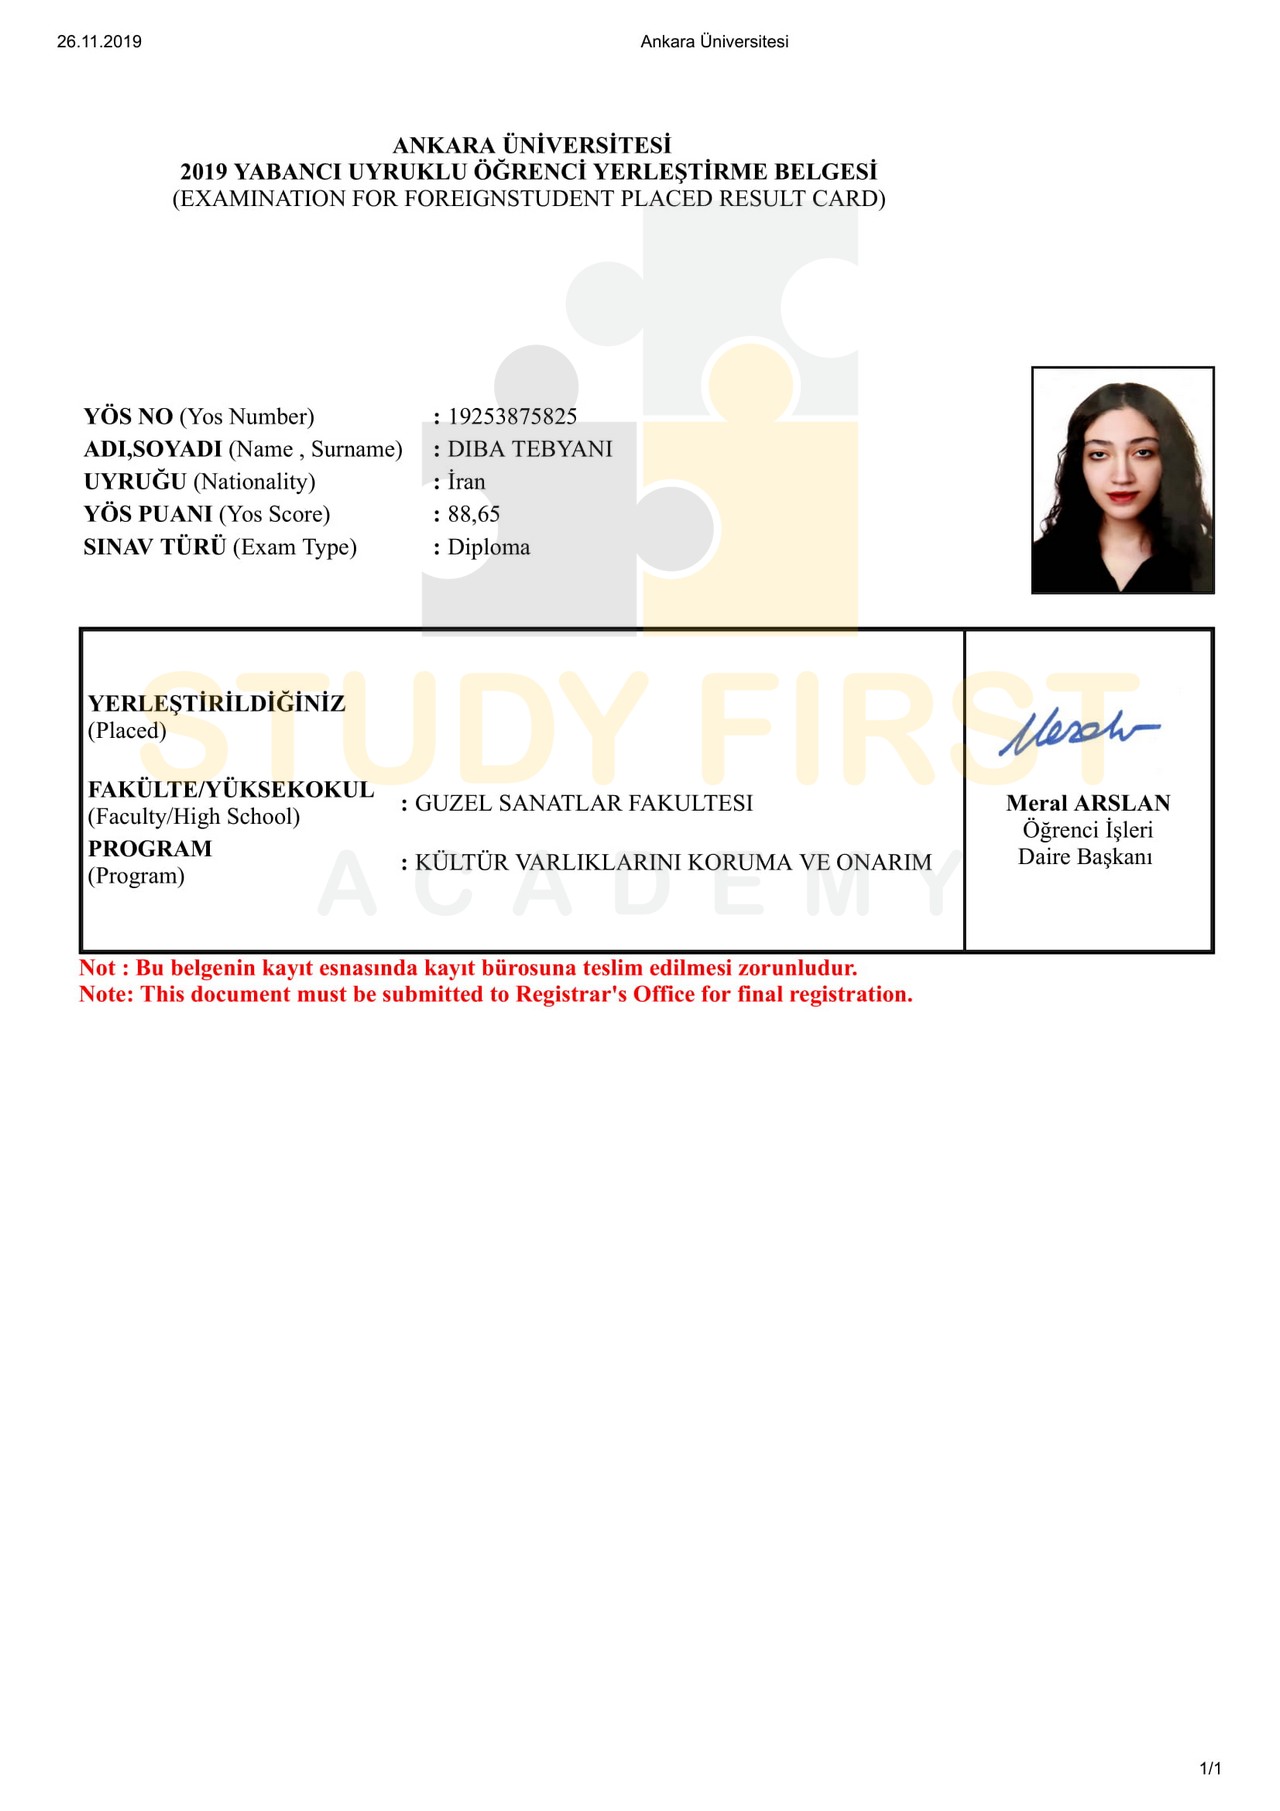 26.11.2019 Ankara Üniversitesi
ANKARA ÜNİVERSİTESİ
2019 YABANCI UYRUKLU ÖĞRENCİ YERLEŞTİRME BELGESİ
(EXAMINATION FOR FOREIGNSTUDENT PLACED RESULT CARD)
YÖS NO (Yos Number) : 19253875825
ADI,SOYADI (Name , Surname) : DIBA TEBYANI
UYRUĞU (Nationality) : İran
YÖS PUANI (Yos Score) : 88,65
SINAV TÜRÜ (Exam Type) : Diploma
STUDY FIRST
ACADEMY
YERLEŞTİRİLDİĞİNİZ
(Placed)
FAKÜLTE/YÜKSEKOKUL
(Faculty/High School)
: GUZEL SANATLAR FAKULTESI
PROGRAM
(Program)
: KÜLTÜR VARLIKLARINI KORUMA VE ONARIM
Meral ARSLAN
Öğrenci İşleri
Daire Başkanı
Not : Bu belgenin kayıt esnasında kayıt bürosuna teslim edilmesi zorunludur.
Note: This document must be submitted to Registrar's Office for final registration.
1/1